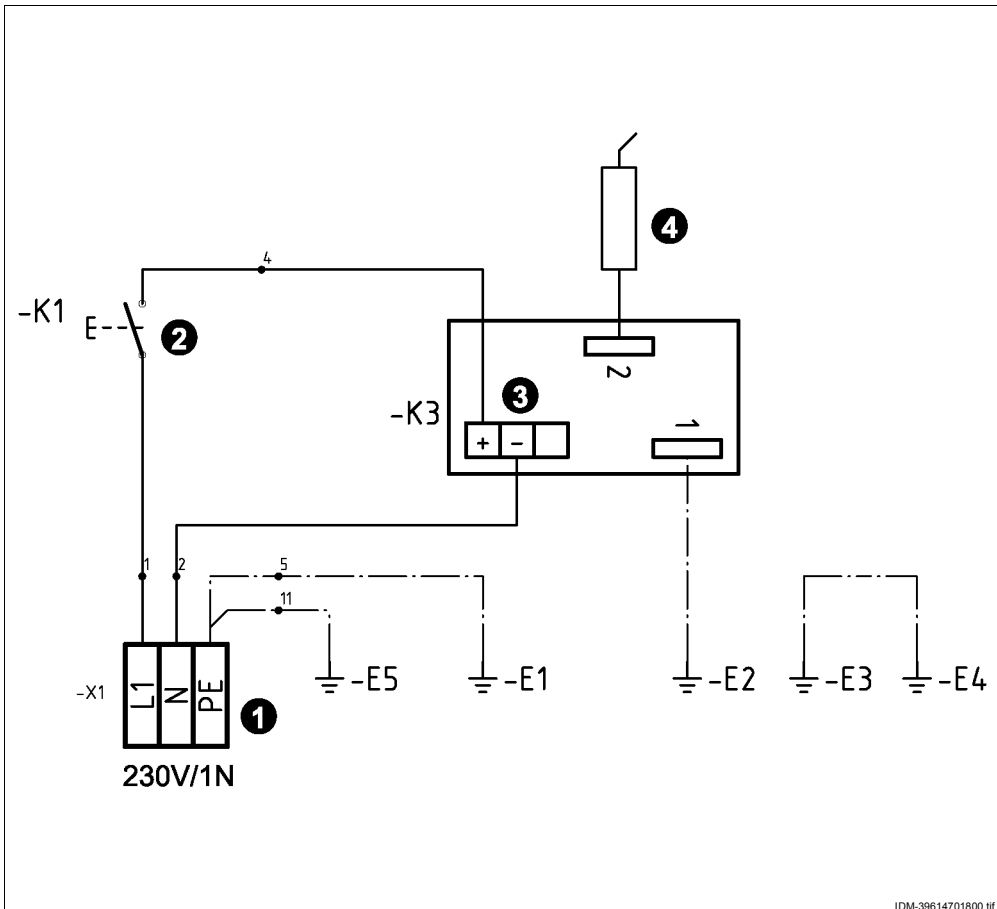 4
4
-K1
E
2
2
3
-K3
1
+ -
1
2
5
11
-E5
-E1
-E2
-E3
-E4
-X1
L1
N
PE
1
230V/1N
IDM-39614701800.tif